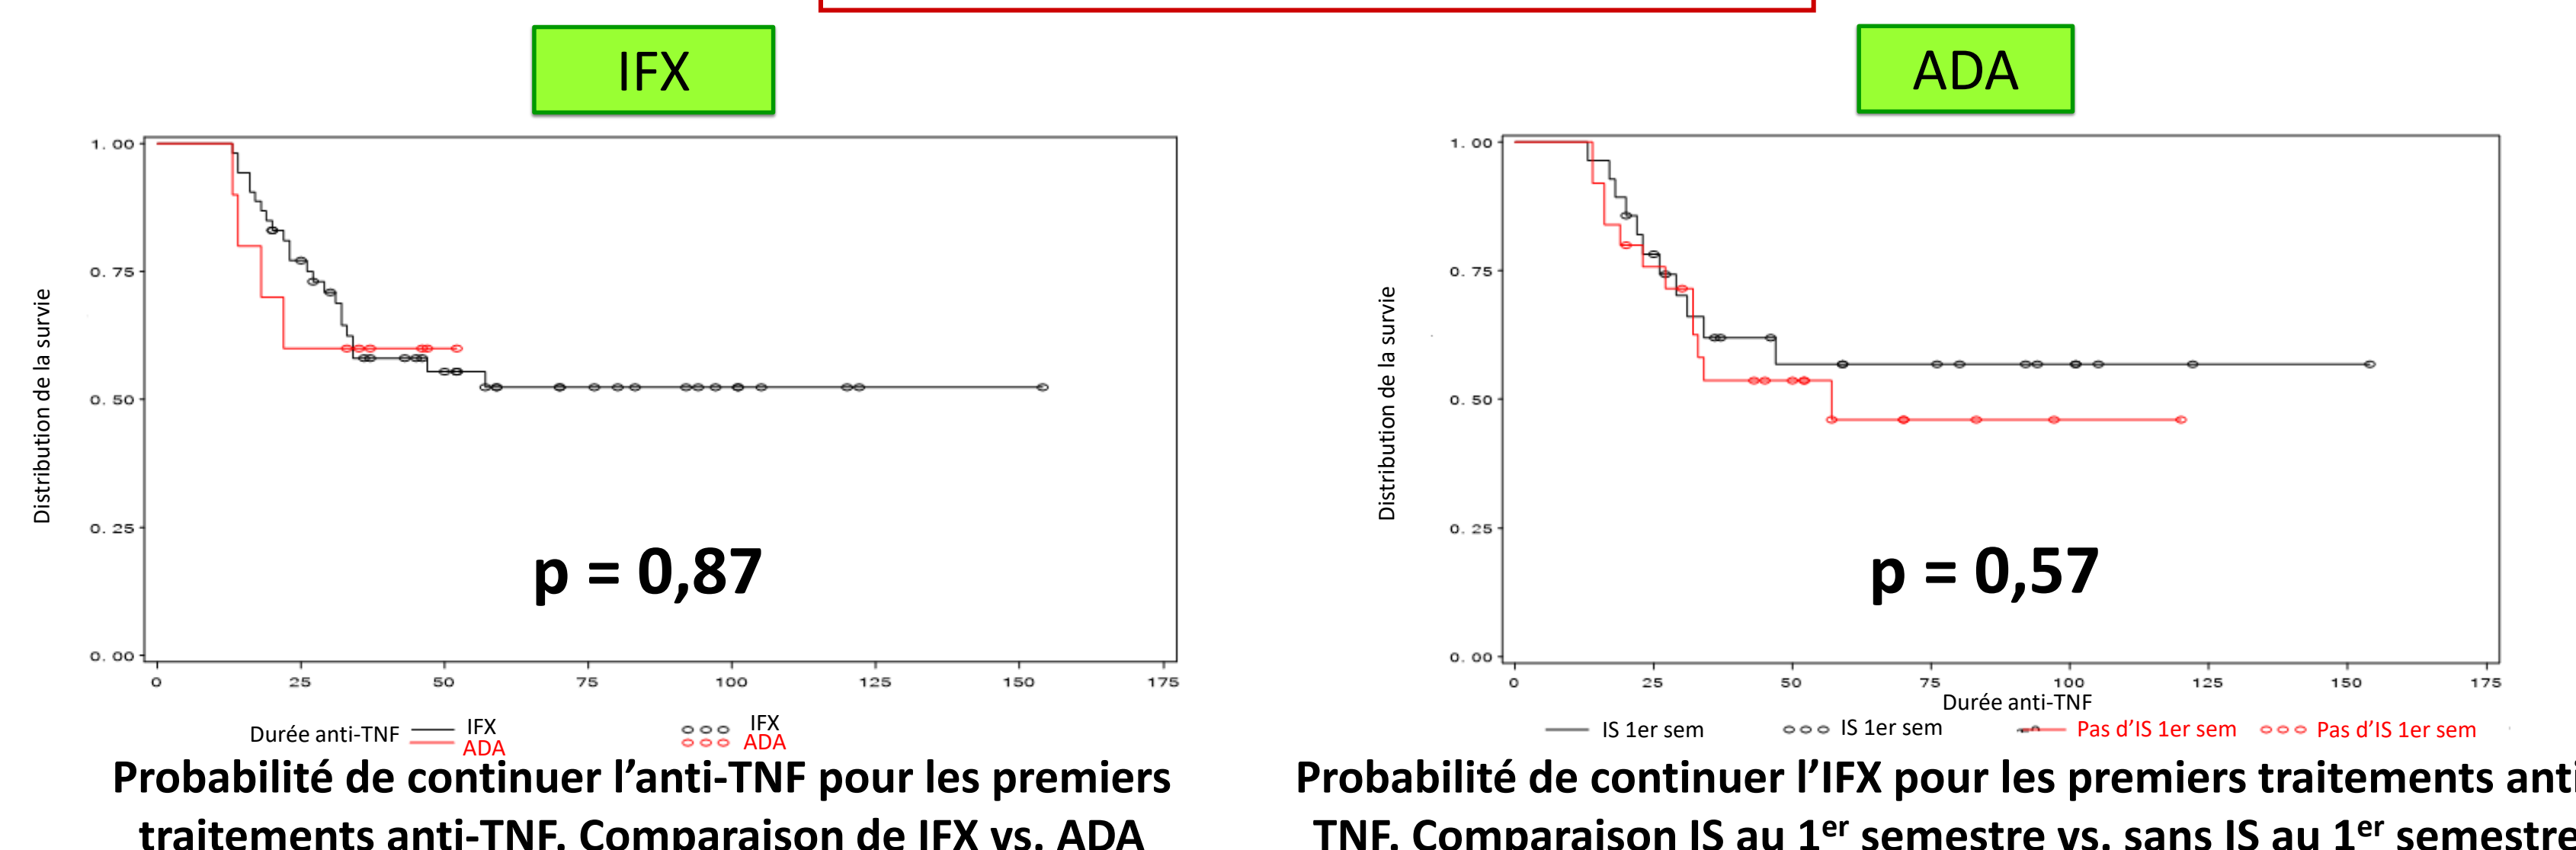 IFX
1. 00
0. 75
0. 50
0. 25
0. 00
Distribution de la survie
p = 0,87
0 25 50 75 100 125 150 175
Durée anti-TNF IFX IFX
ADA ADA
Probabilité de continuer l’anti-TNF pour les premiers
traitements anti-TNF. Comparaison de IFX vs. ADA
ADA
1. 00
0. 75
0. 50
0. 25
0. 00
Distribution de la survie
p = 0,57
0 25 50 75 100 125 150 175
Durée anti-TNF
IS 1er sem IS 1er sem Pas d’IS 1er sem Pas d’IS 1er sem
Probabilité de continuer l’IFX pour les premiers traitements anti
TNF. Comparaison IS au 1er semestre vs. sans IS au 1er semestre